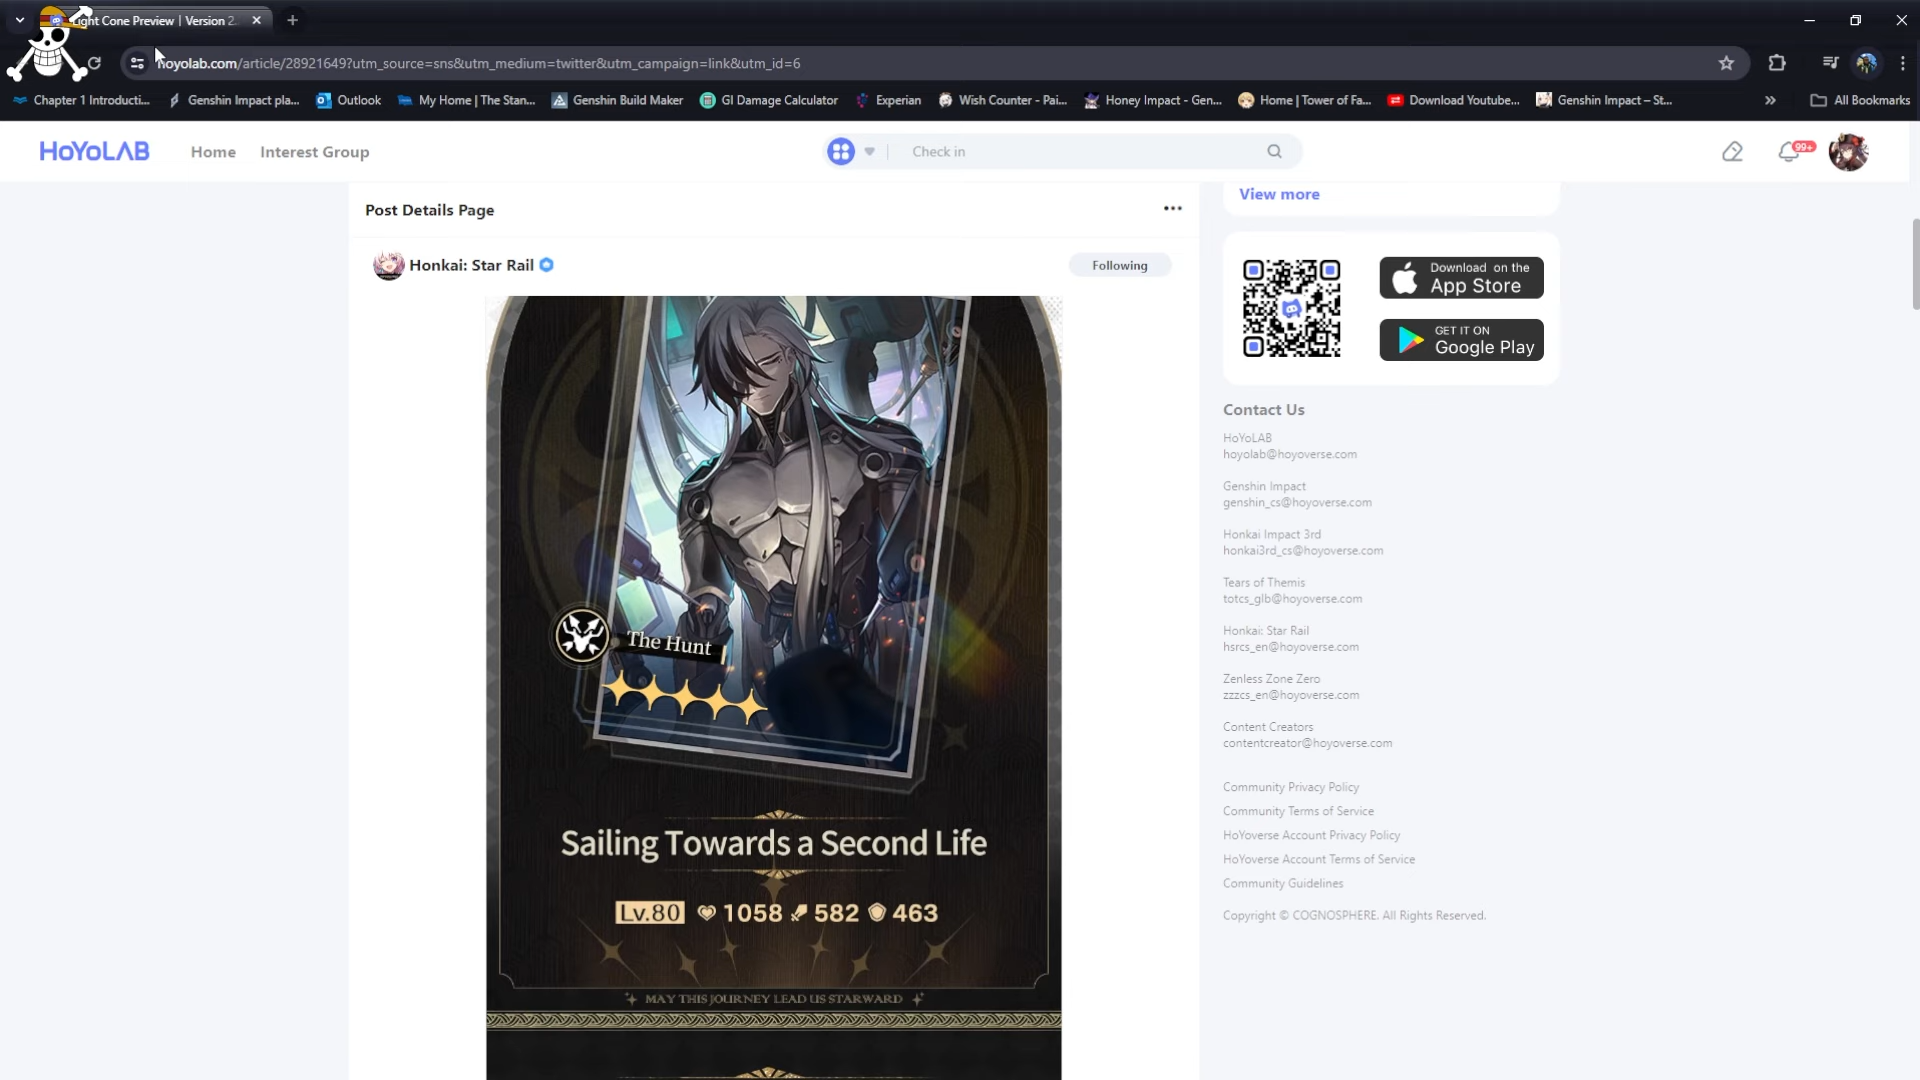 ight Cone Preview | Version 2
hoyolab.com/article/28921649?utm_source=sns&utm_medium=twitter&utm_campaign=link&utm_id=6
Chapter 1 Introducti...
Genshin Impact pla...
Outlook
My Home | The Stan...
Genshin Build Maker
GI Damage Calculator
Experian
Wish Counter - Pai...
Honey Impact - Gen...
Home | Tower of Fa...
Download Youtube...
Genshin Impact – St...
All Bookmarks
HoYoLAB
Home
Interest Group
Check in
99+
Post Details Page
Honkai: Star Rail
Following
The Hunt
Sailing Towards a Second Life
Lv.80 1058 582 463
MAY THIS JOURNEY LEAD US STARWARD
View more
Download on the
App Store
GET IT ON
Google Play
Contact Us
HoYoLAB
hoyolab@hoyoverse.com
Genshin Impact
genshin_cs@hoyoverse.com
Honkai Impact 3rd
honkai3rd_cs@hoyoverse.com
Tears of Themis
totcs_glb@hoyoverse.com
Honkai: Star Rail
hsrcs_en@hoyoverse.com
Zenless Zone Zero
zzzcs_en@hoyoverse.com
Content Creators
contentcreator@hoyoverse.com
Community Privacy Policy
Community Terms of Service
HoYoverse Account Privacy Policy
HoYoverse Account Terms of Service
Community Guidelines
Copyright © COGNOSPHERE. All Rights Reserved.